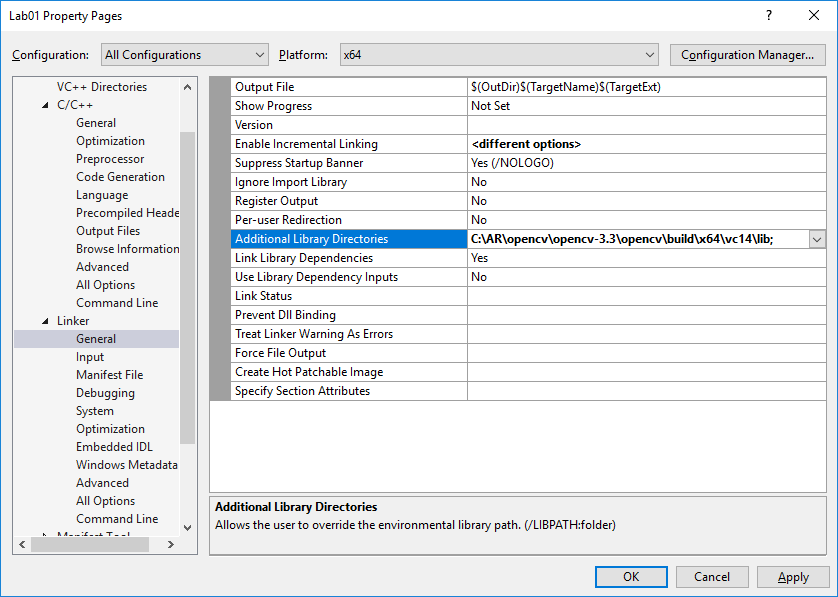 Lab01 Property Pages
?
Configuration: All Configurations Platform: x64 Configuration Manager...
VC++ Directories
C/C++
General
Optimization
Preprocessor
Code Generation
Language
Precompiled Heade
Output Files
Browse Information
Advanced
All Options
Command Line
Linker
General
Input
Manifest File
Debugging
System
Optimization
Embedded IDL
Windows Metadata
Advanced
All Options
Command Line
Manifest Tool
Output File $(OutDir)$(TargetName)$(TargetExt)
Show Progress Not Set
Version
Enable Incremental Linking <different options>
Suppress Startup Banner Yes (/NOLOGO)
Ignore Import Library No
Register Output No
Per-user Redirection No
Additional Library Directories C:\AR\opencv\opencv-3.3\opencv\build\x64\vc14\lib;
Link Library Dependencies Yes
Use Library Dependency Inputs No
Link Status
Prevent Dll Binding
Treat Linker Warning As Errors
Force File Output
Create Hot Patchable Image
Specify Section Attributes
Additional Library Directories
Allows the user to override the environmental library path. (/LIBPATH:folder)
OK Cancel Apply